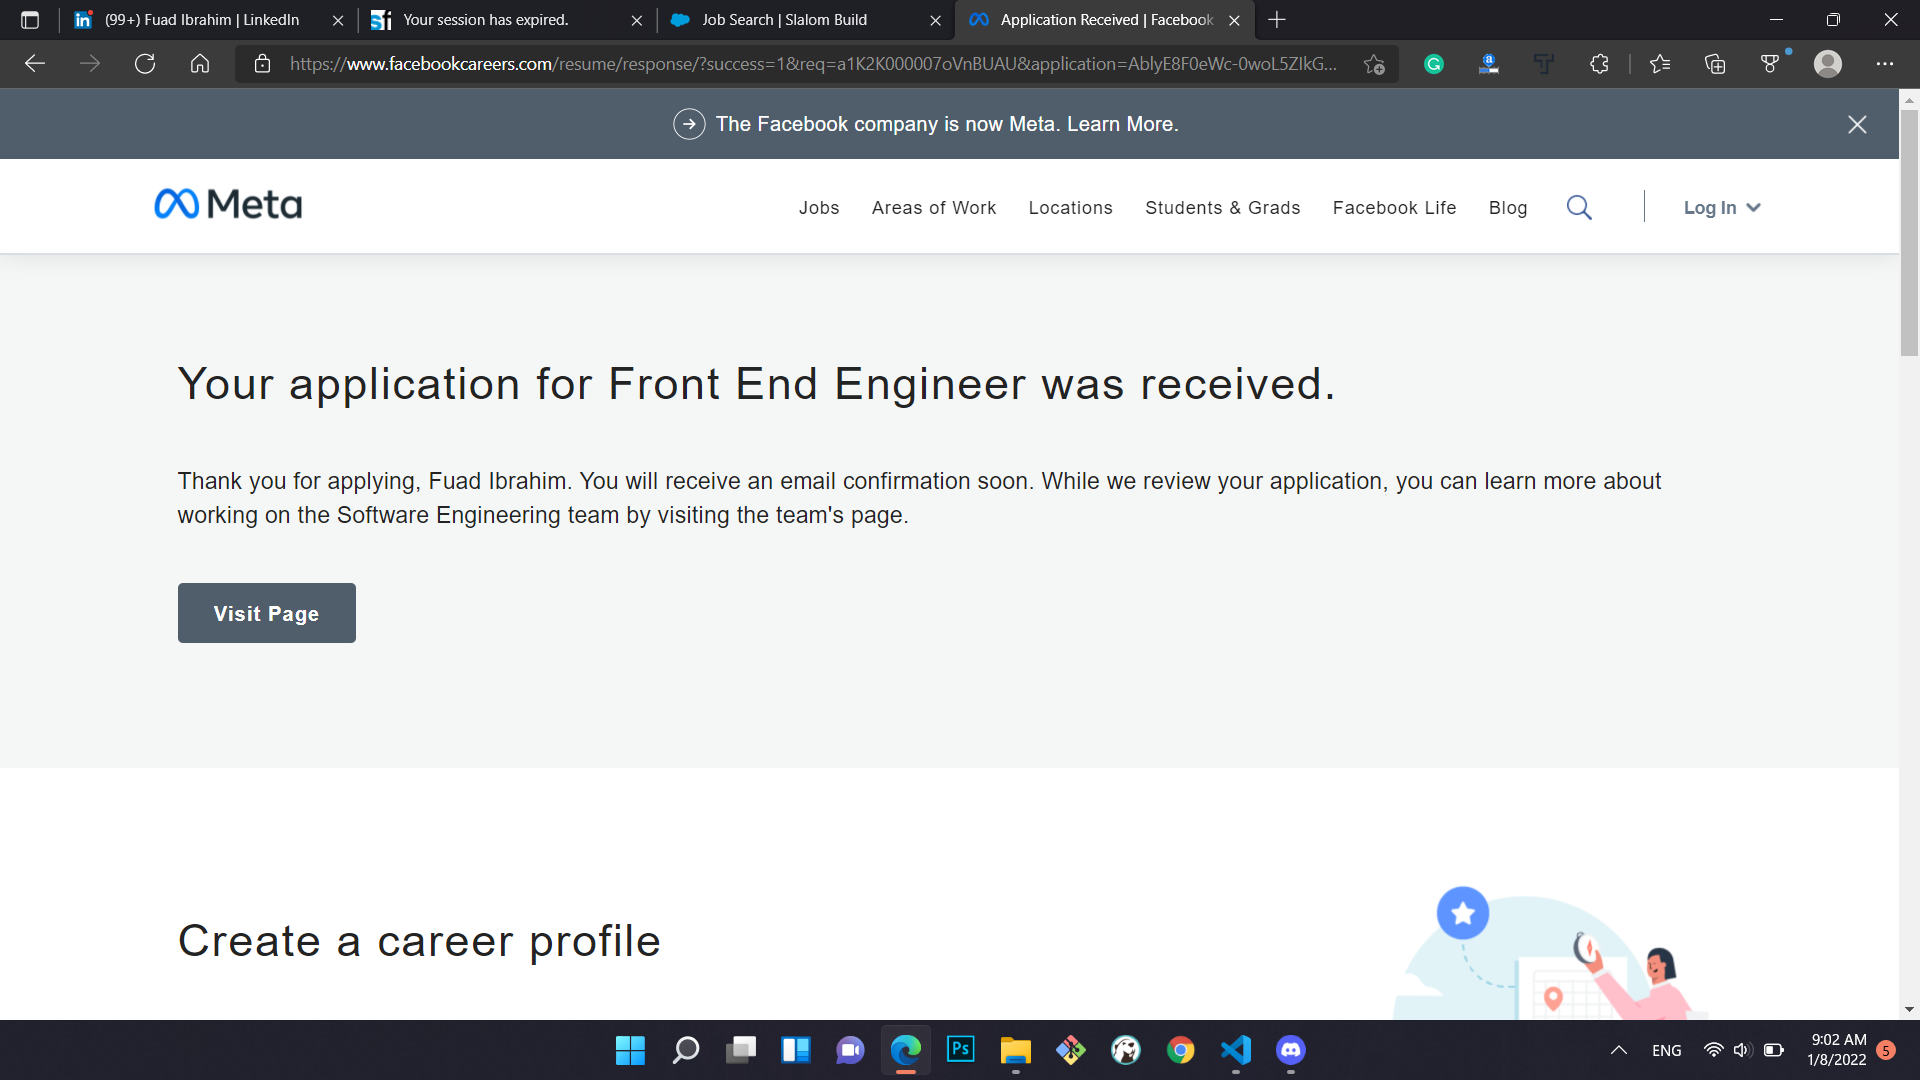 (99+) Fuad Ibrahim | LinkedIn
Your session has expired.
Job Search | Slalom Build
Application Received | Facebook
https://www.facebookcareers.com/resume/response/?success=1&req=a1K2K000007oVnBUAU&application=AblyE8F0eWc-0woL5ZIkG...
The Facebook company is now Meta. Learn More.
Meta
Jobs
Areas of Work
Locations
Students & Grads
Facebook Life
Blog
Log In
Your application for Front End Engineer was received.
Thank you for applying, Fuad Ibrahim. You will receive an email confirmation soon. While we review your application, you can learn more about
working on the Software Engineering team by visiting the team's page.
Visit Page
Create a career profile
Ps
ENG
9:02 AM
1/8/2022
5